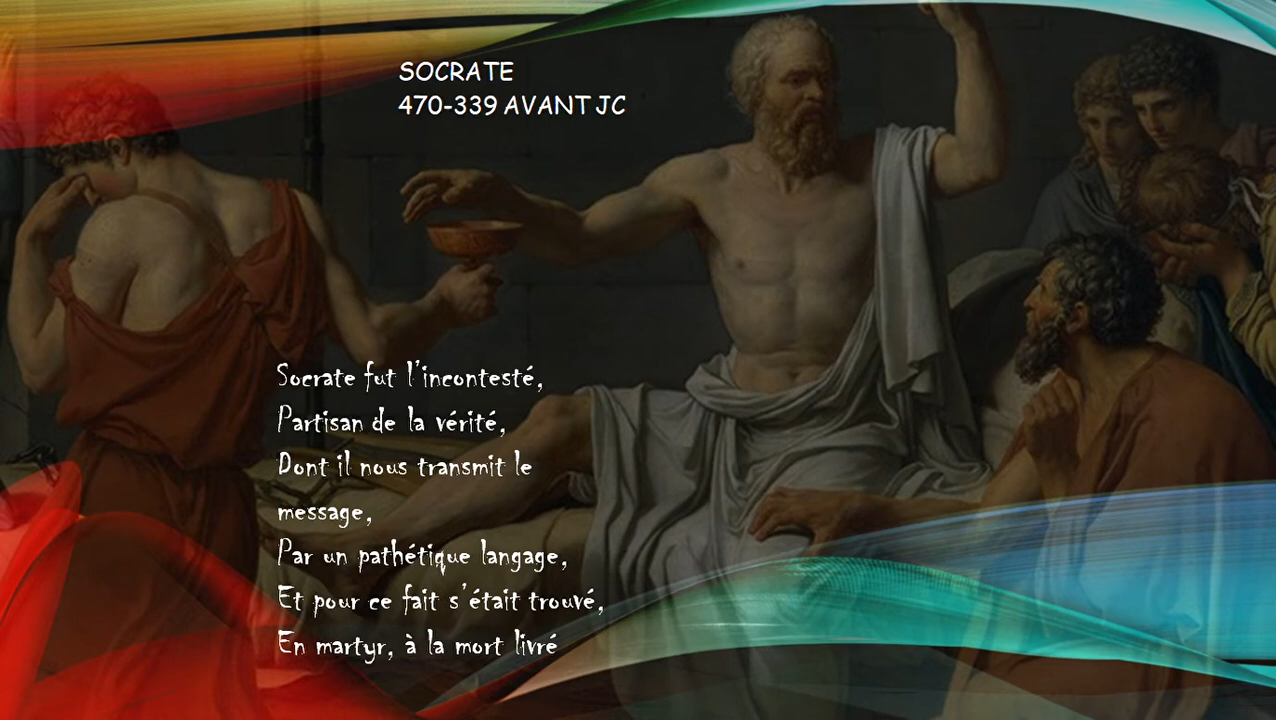 SOCRATE
470-339 AVANT JC
Socrate fut l'incontesté,
Partisan de la vérité,
Dont il nous transmit le
message,
Par un pathétique langage,
Et pour ce fait s'était trouvé,
En martyr, à la mort livré